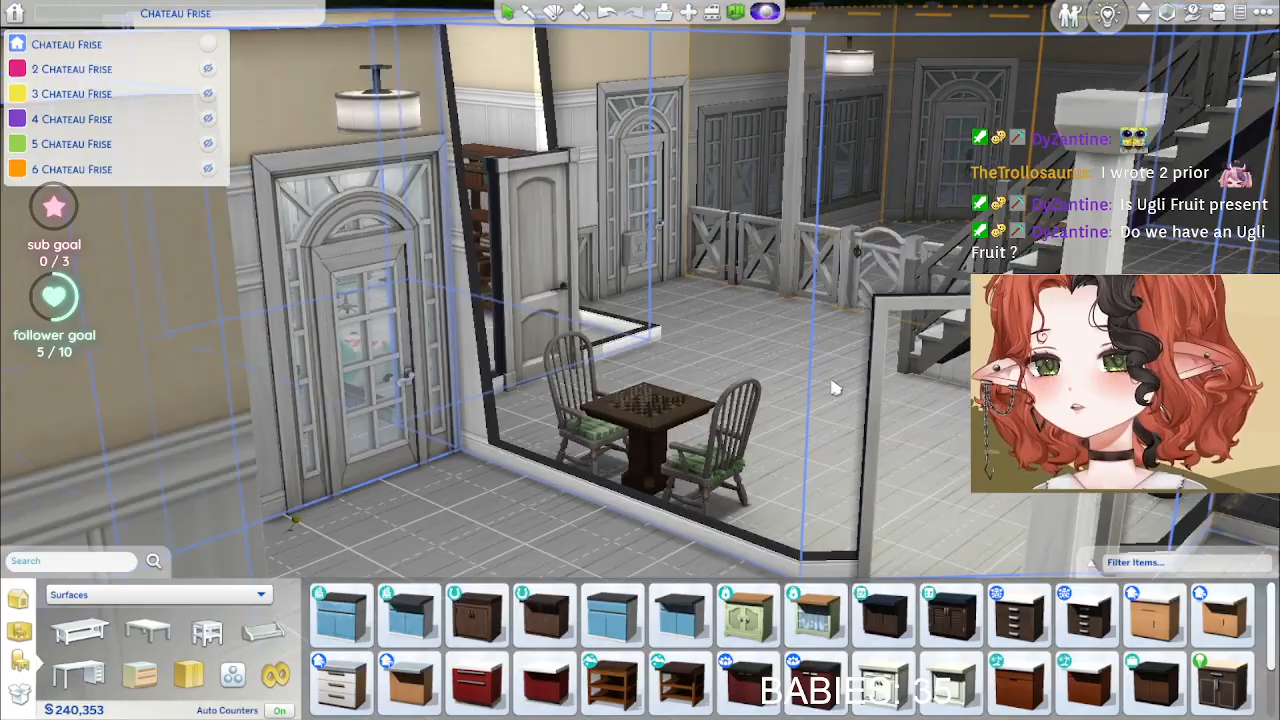 CHATEAU FRISE
CHATEAU FRISE
2 CHATEAU FRISE
3 CHATEAU FRISE
4 CHATEAU FRISE
5 CHATEAU FRISE
6 CHATEAU FRISE
sub goal
0 / 3
follower goal
5 / 10
DyZantine:
TheTrollosaurus: I wrote 2 prior
DyZantine: Is Ugli Fruit present
DyZantine: Do we have an Ugli
Fruit ?
Search
Filter Items...
Surfaces
BABIES: 35
§240,353
Auto Counters
On